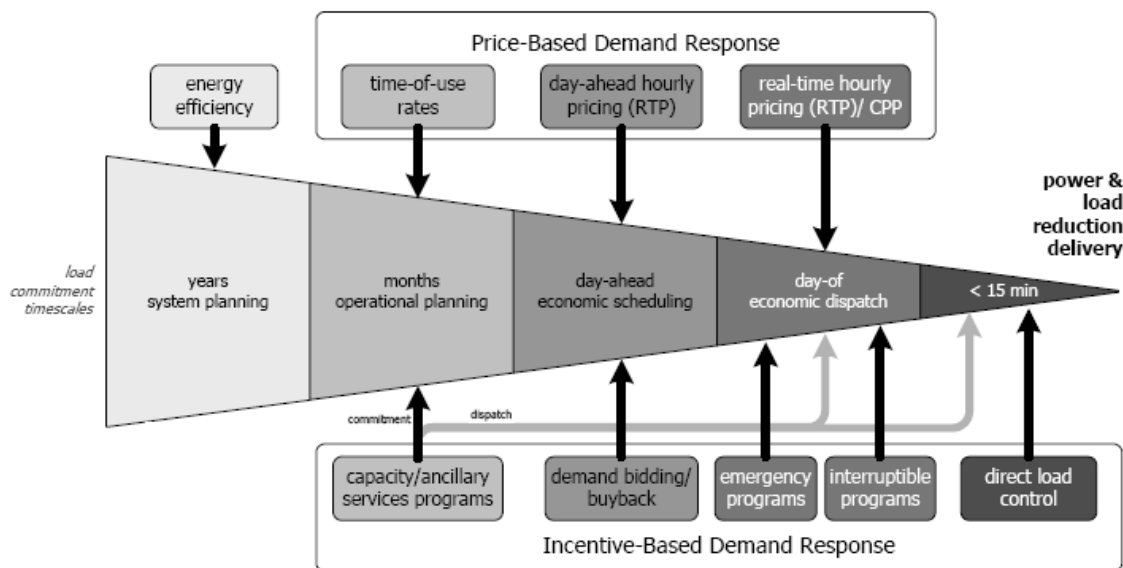 Price-Based Demand Response
energy
efficiency
time-of-use
rates
day-ahead hourly
pricing (RTP)
real-time hourly
pricing (RTP)/ CPP
power &
load
reduction
delivery
load
commitment
timescales
years
system planning
months
operational planning
day-ahead
economic scheduling
day-of
economic dispatch
< 15 min
commitment
dispatch
capacity/ancillary
services programs
demand bidding/
buyback
emergency
programs
interruptible
programs
direct load
control
Incentive-Based Demand Response